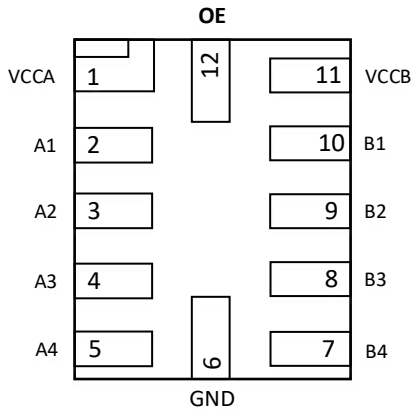 OE
VCCA 1 12 11 VCCB
A1 2 10 B1
A2 3 9 B2
A3 4 8 B3
A4 5 6 7 B4
GND